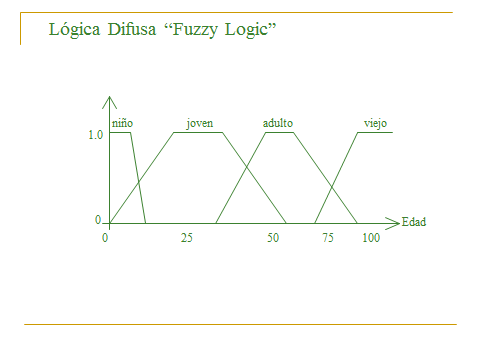 Lógica Difusa “Fuzzy Logic”
niño joven adulto viejo
1.0
0 Edad
0 25 50 75 100